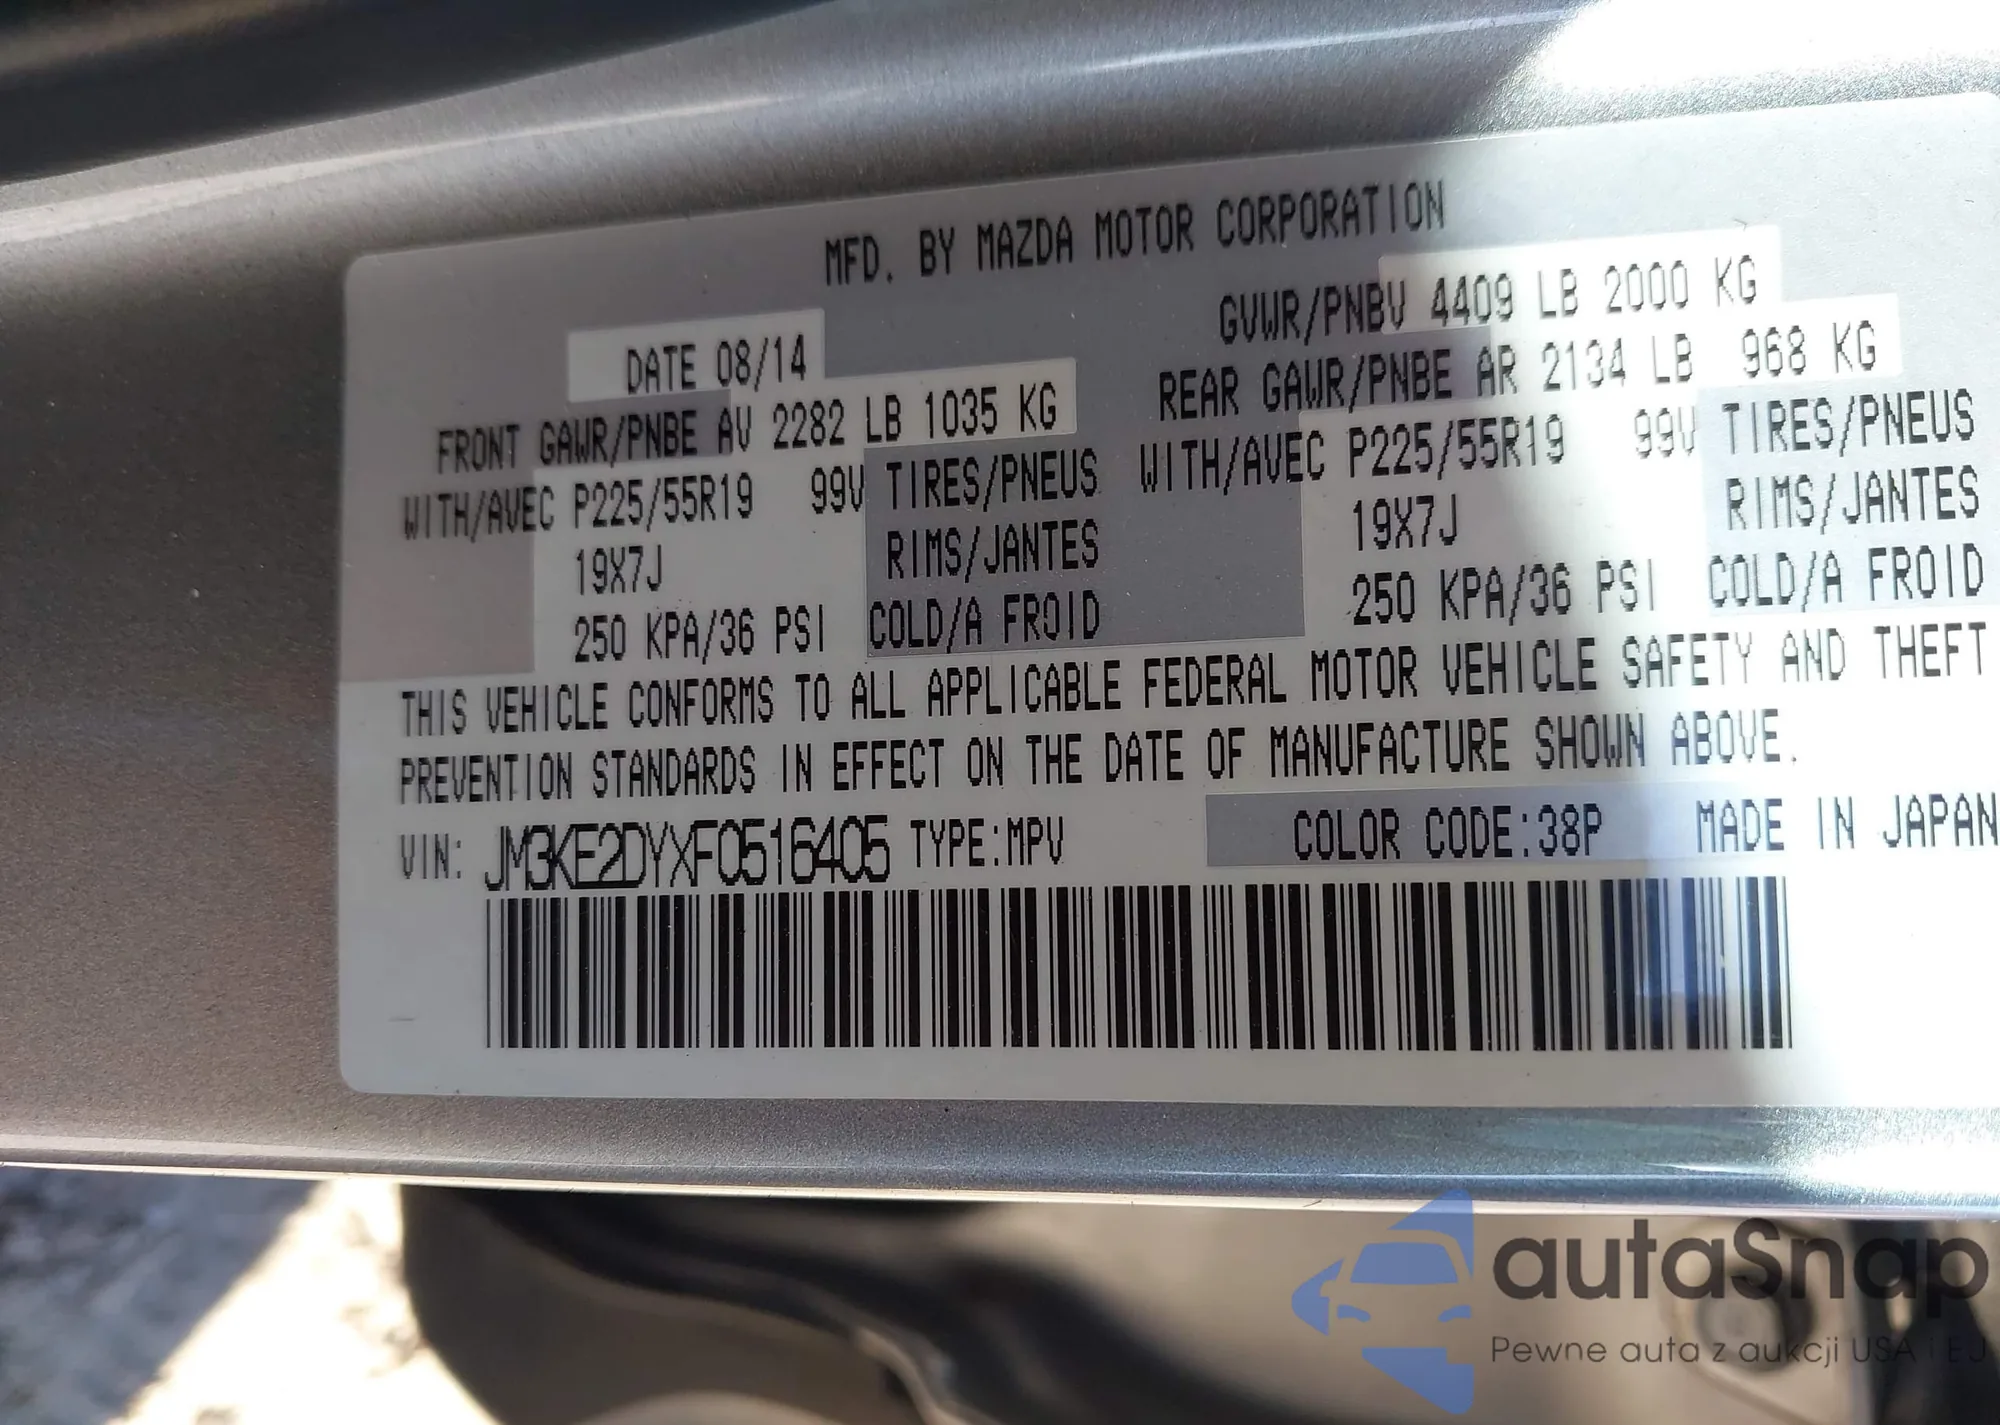 MFD. BY MAZDA MOTOR CORPORATION
DATE 08/14 GVWR/PNBV 4409 LB 2000 KG
FRONT GAWR/PNBE AV 2282 LB 1035 KG REAR GAWR/PNBE AR 2134 LB 968 KG
WITH/AVEC P225/55R19 99V TIRES/PNEUS WITH/AVEC P225/55R19 99V TIRES/PNEUS
19X7J RIMS/JANTES 19X7J RIMS/JANTES
250 KPA/36 PSI COLD/A FROID 250 KPA/36 PSI COLD/A FROID
THIS VEHICLE CONFORMS TO ALL APPLICABLE FEDERAL MOTOR VEHICLE SAFETY AND THEFT
PREVENTION STANDARDS IN EFFECT ON THE DATE OF MANUFACTURE SHOWN ABOVE.
VIN: JM3KE2DYXF0516405 TYPE:MPV COLOR CODE:38P MADE IN JAPAN
autaSnap
Pewne auta z aukcji USA i EJ